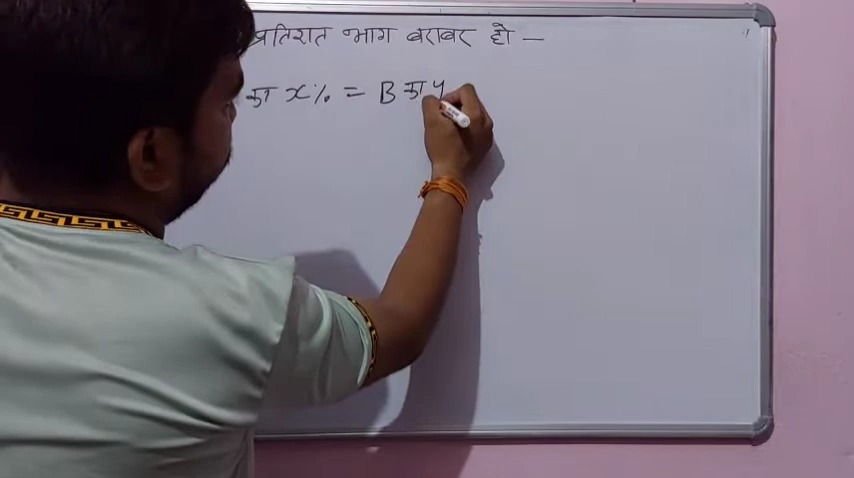 प्रतिशत भाग बराबर हो —
का x% = B का y